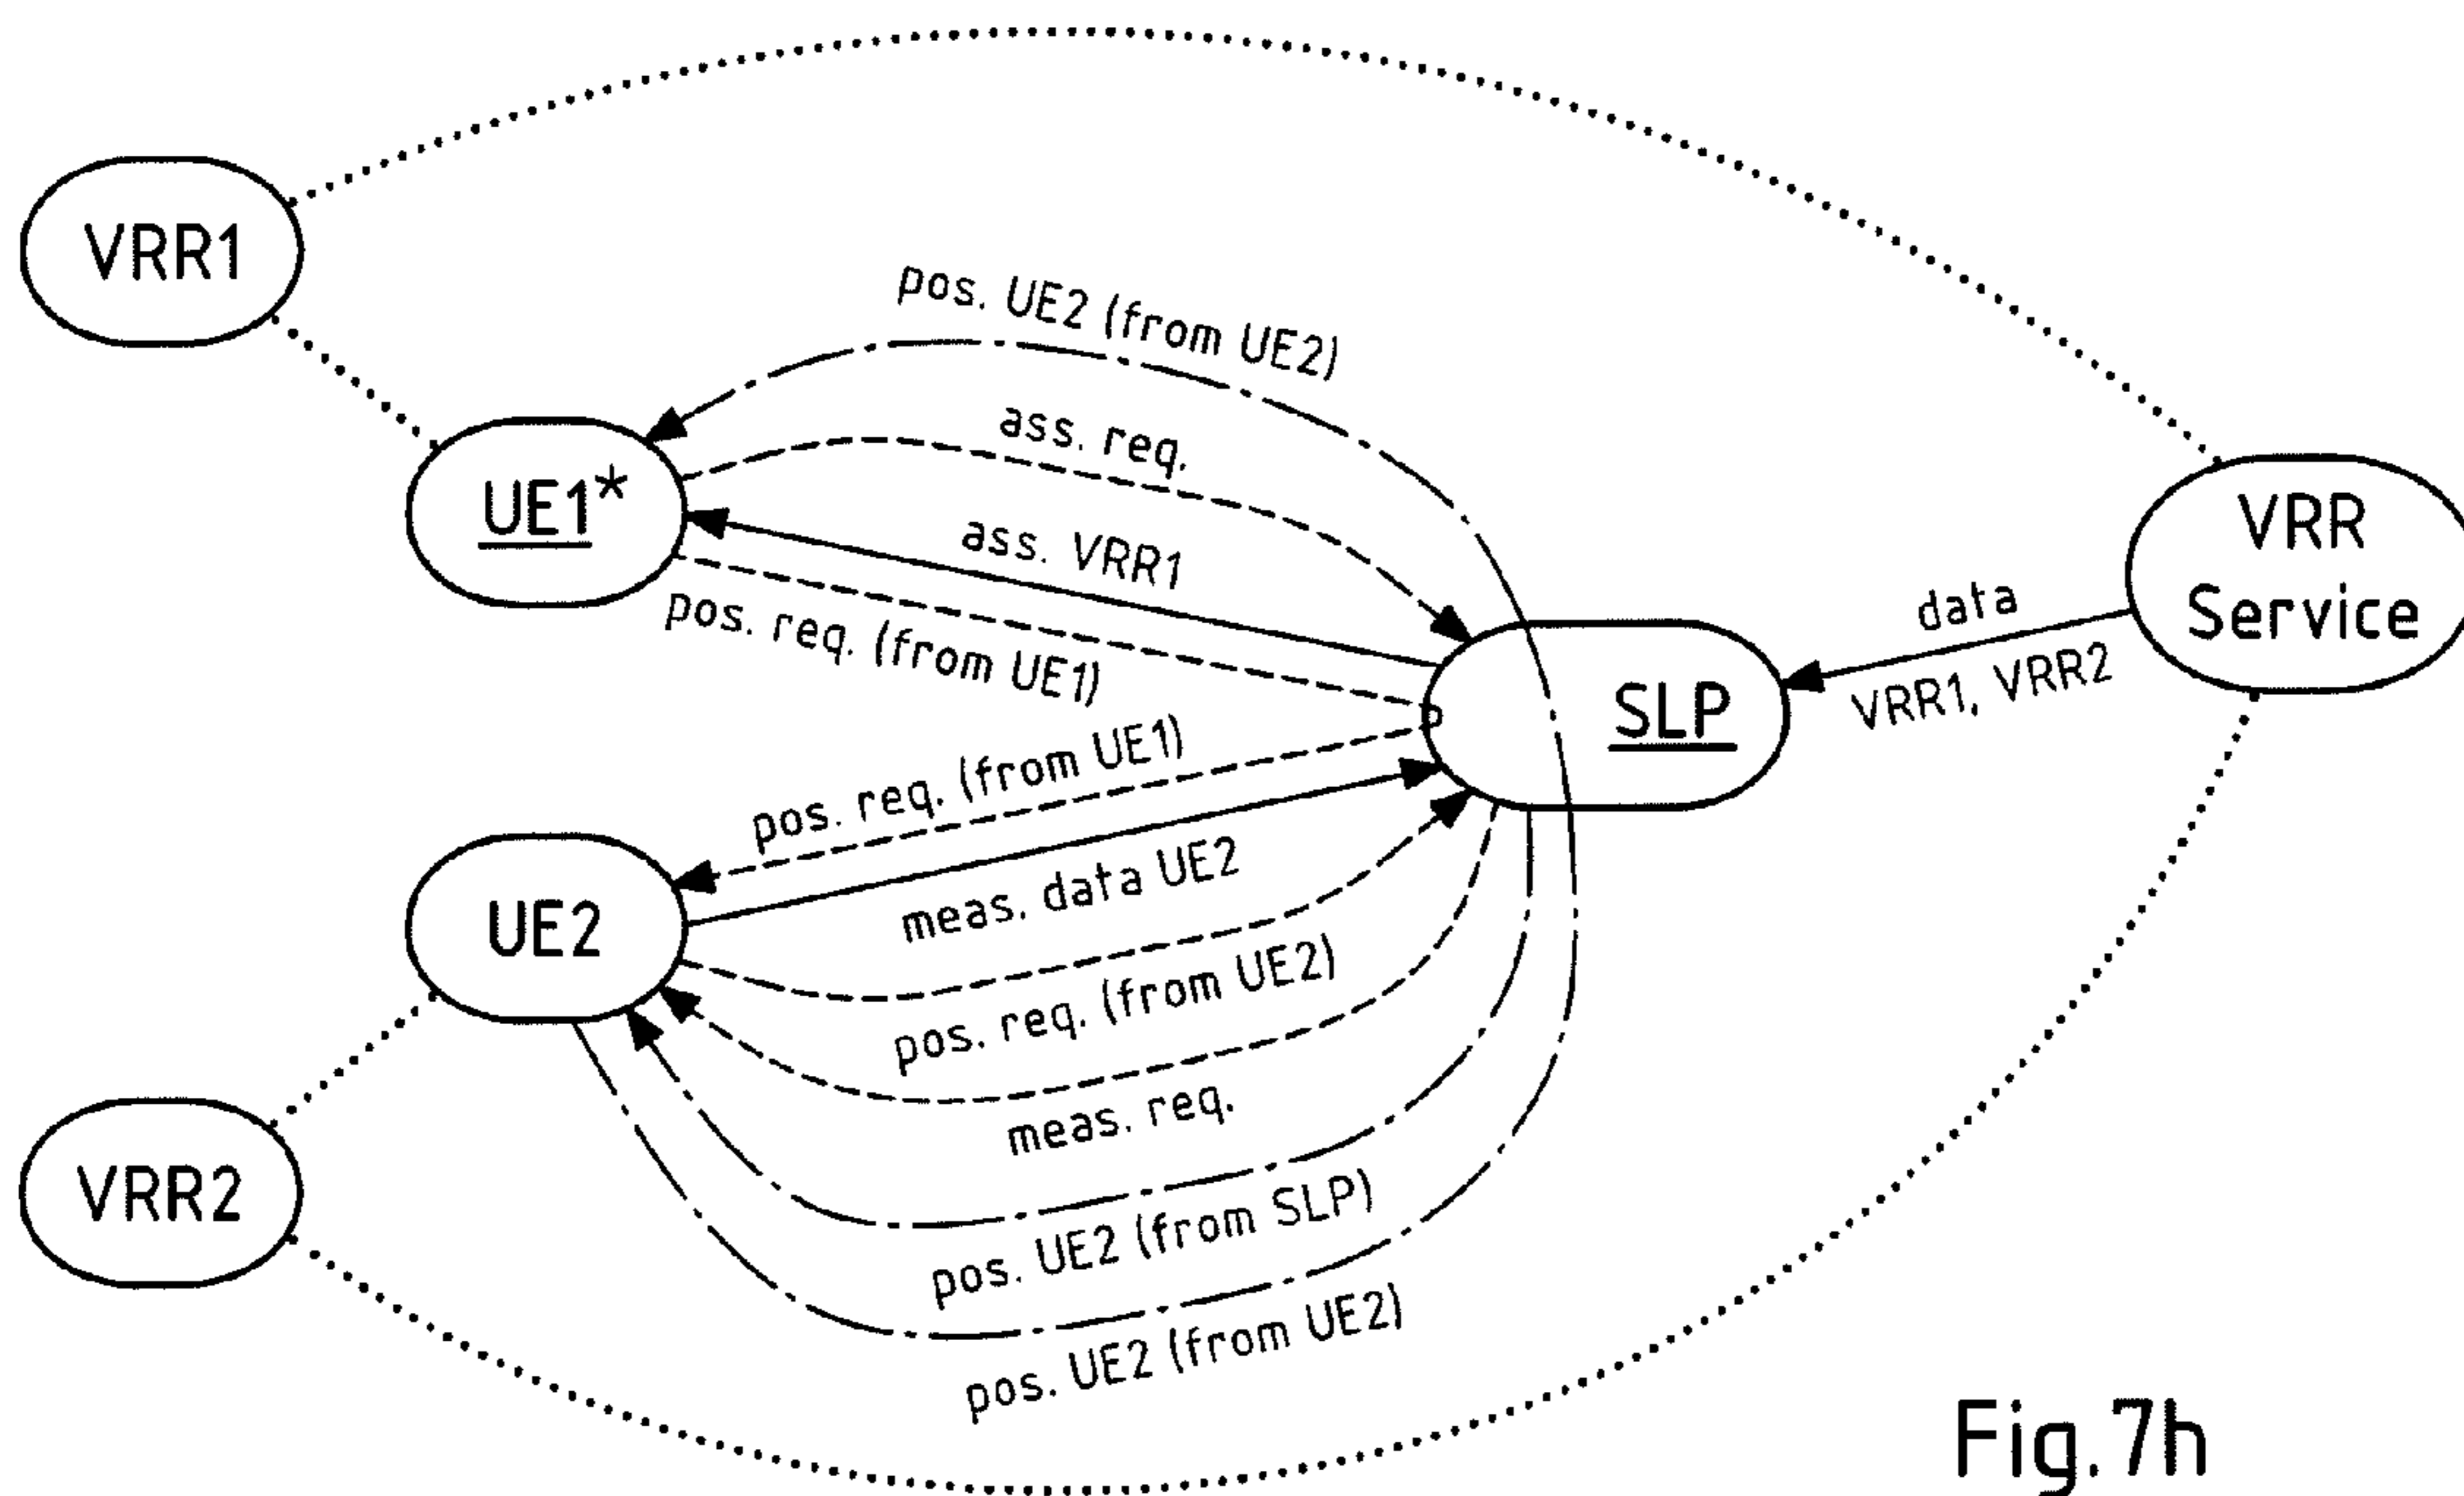 VRR1
pos. UE2 (from UE2)
ass. req.
UE1*
ass. VRR1
pos. req. (from UE1)
VRR
Service
data
VRR1, VRR2
SLP
pos. req. (from UE1)
meas. data UE2
UE2
pos. req. (from UE2)
meas. req.
VRR2
pos. UE2 (from SLP)
pos. UE2 (from UE2)
Fig. 7h